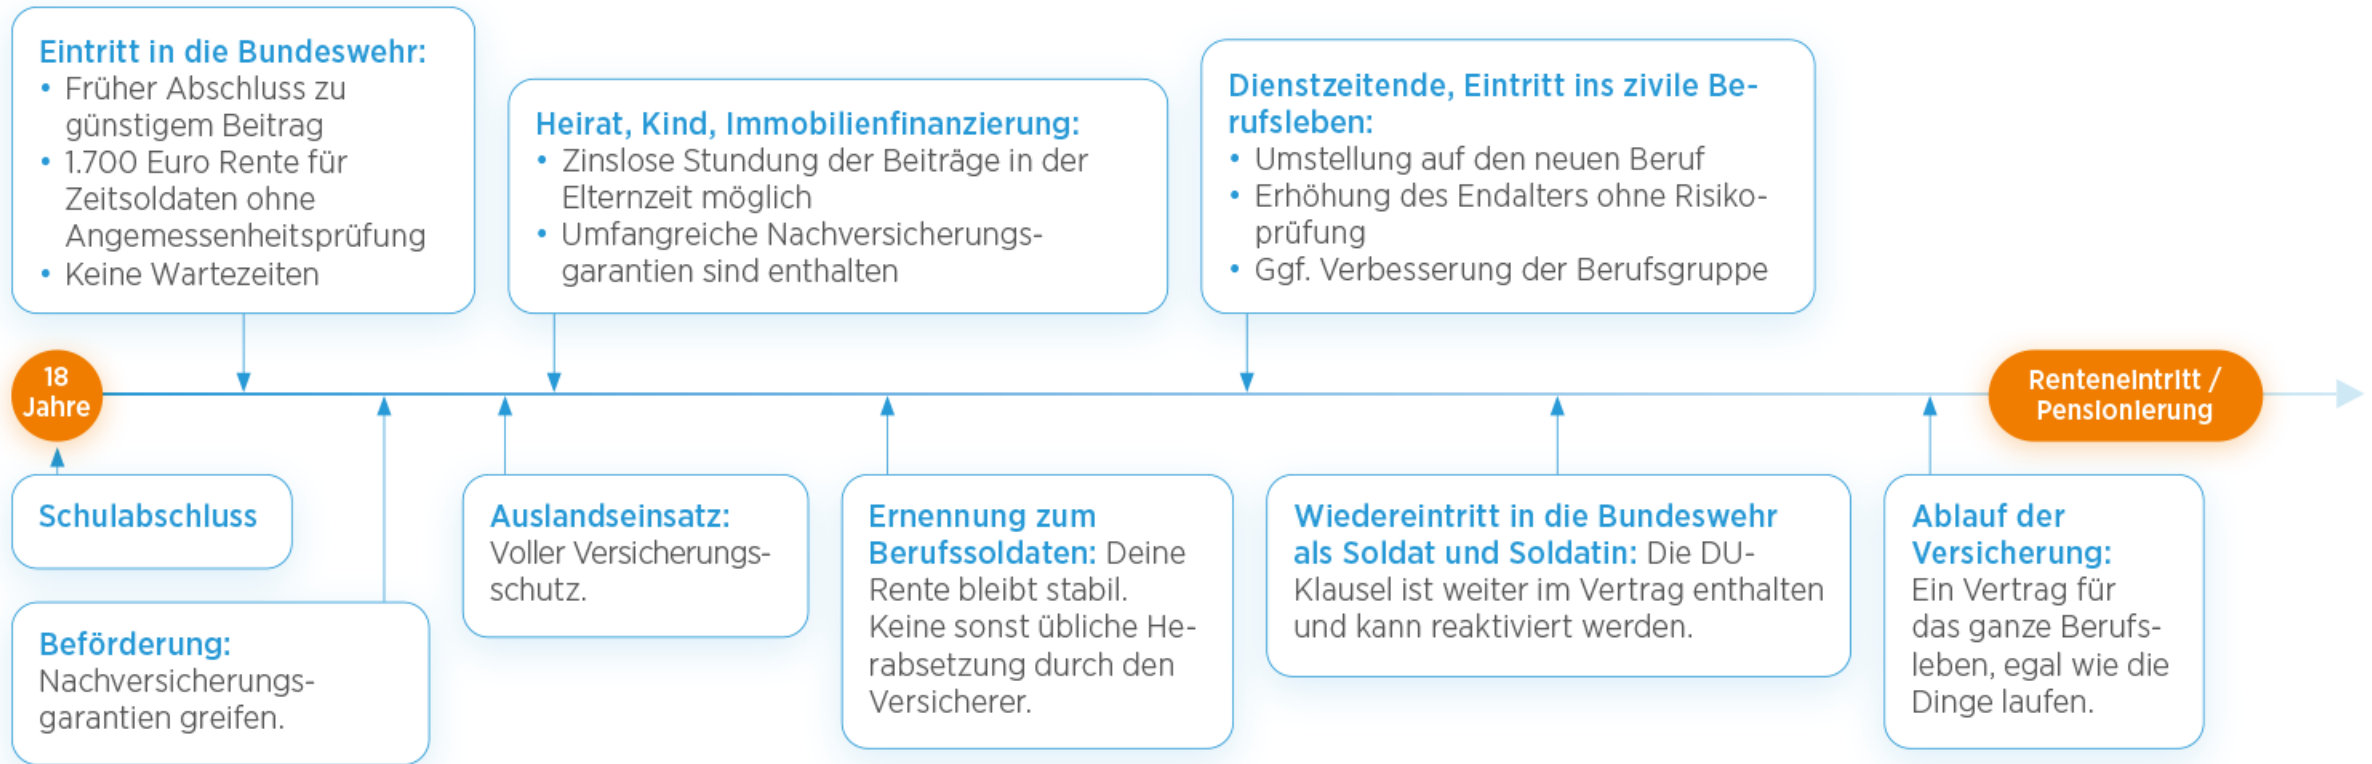 Eintritt in die Bundeswehr:
• Früher Abschluss zu
günstigem Beitrag
• 1.700 Euro Rente für
Zeitsoldaten ohne
Angemessenheitsprüfung
• Keine Wartezeiten
Heirat, Kind, Immobilienfinanzierung:
• Zinslose Stundung der Beiträge in der
Elternzeit möglich
• Umfangreiche Nachversicherungs-
garantien sind enthalten
Dienstzeitende, Eintritt ins zivile Be-
rufsleben:
• Umstellung auf den neuen Beruf
• Erhöhung des Endalters ohne Risiko-
prüfung
• Ggf. Verbesserung der Berufsgruppe
18
Jahre
Renteneintritt /
Pensionierung
Schulabschluss
Beförderung:
Nachversicherungs-
garantien greifen.
Auslandseinsatz:
Voller Versicherungs-
schutz.
Ernennung zum
Berufssoldaten: Deine
Rente bleibt stabil.
Keine sonst übliche He-
rabsetzung durch den
Versicherer.
Wiedereintritt in die Bundeswehr
als Soldat und Soldatin: Die DU-
Klausel ist weiter im Vertrag enthalten
und kann reaktiviert werden.
Ablauf der
Versicherung:
Ein Vertrag für
das ganze Berufs-
leben, egal wie die
Dinge laufen.